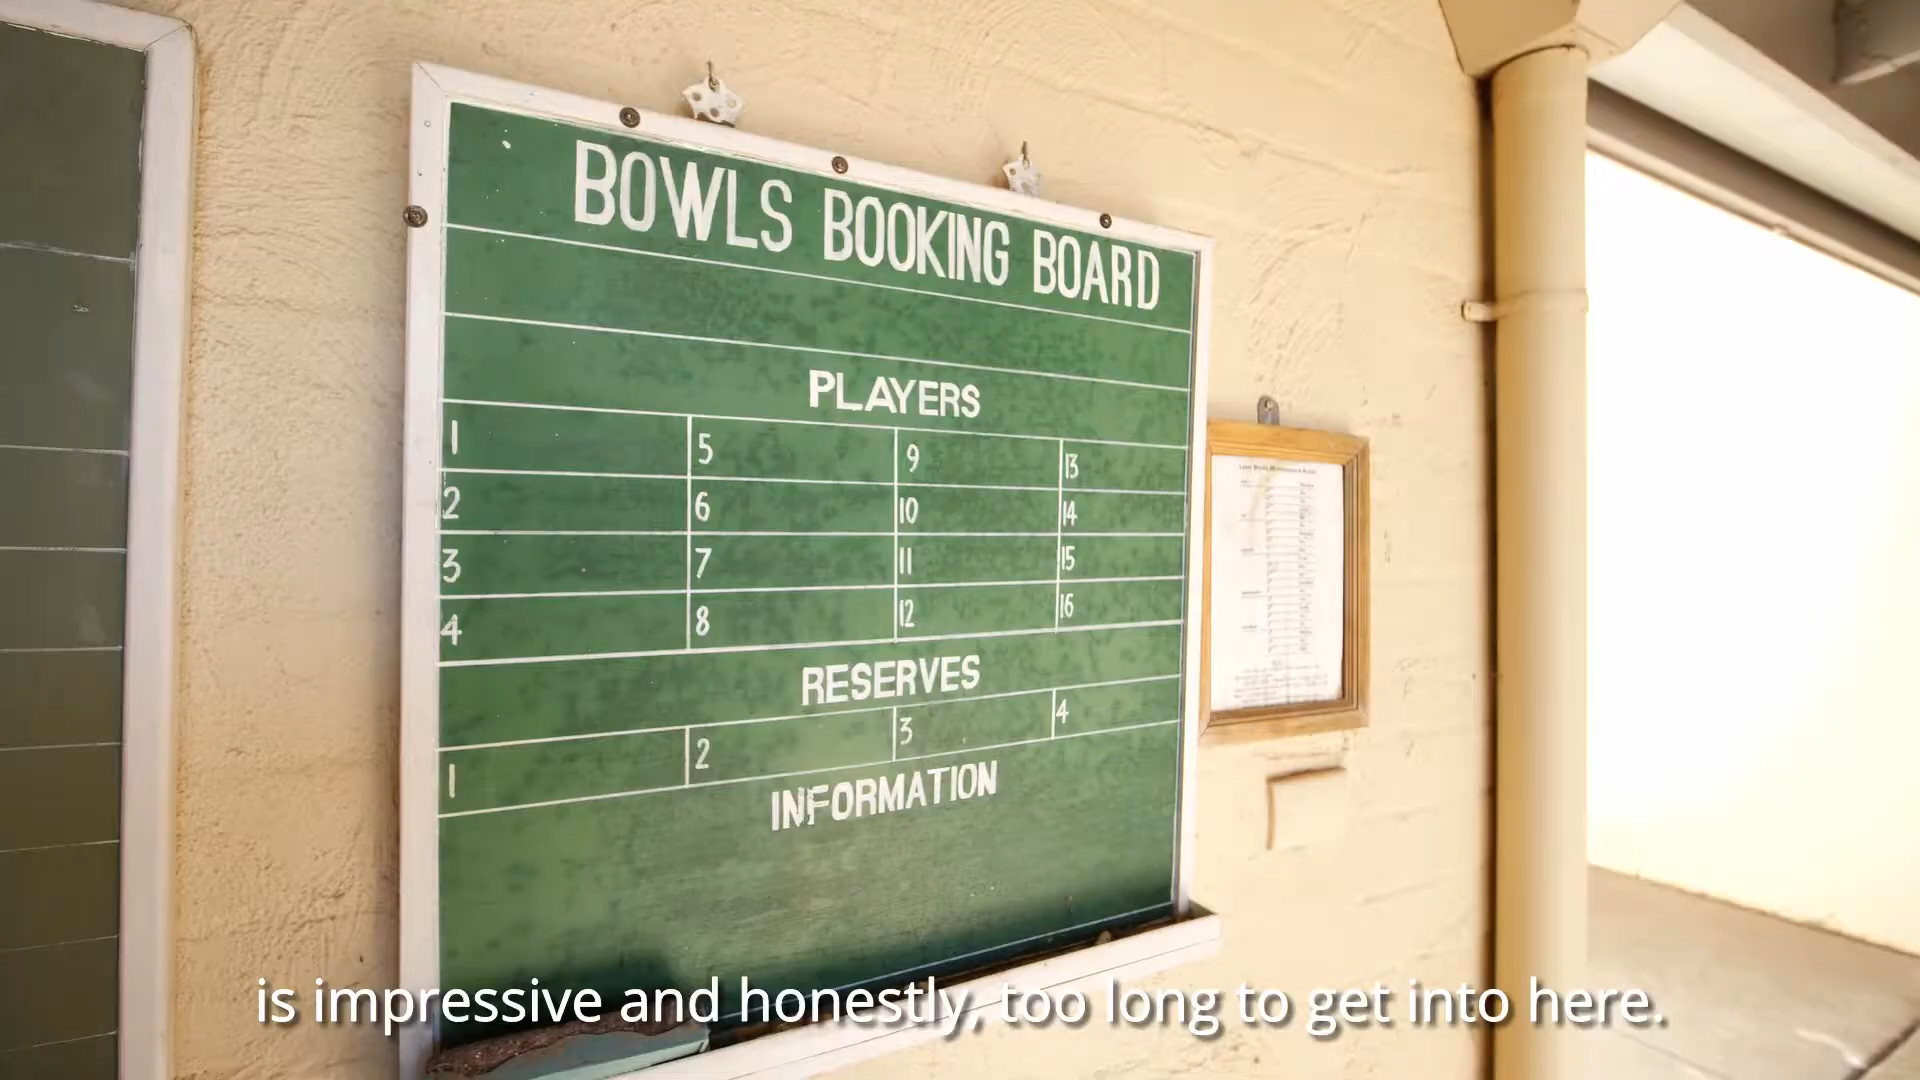 BOWLS BOOKING BOARD
PLAYERS
1 5 9 13
2 6 10 14
3 7 11 15
4 8 12 16
RESERVES
1 2 3 4
INFORMATION
is impressive and honestly, too long to get into here.